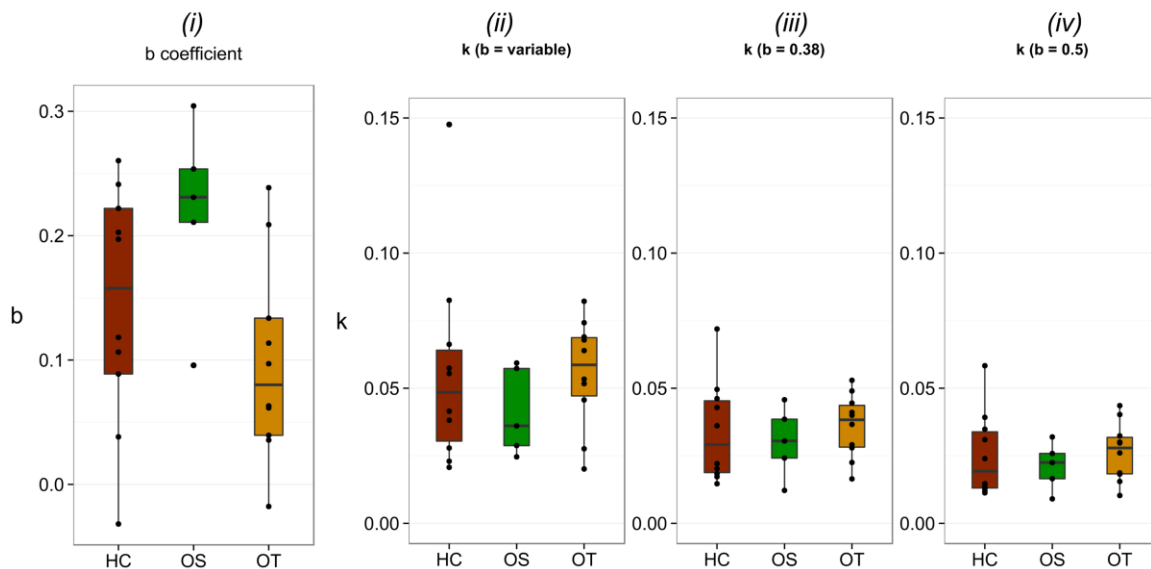 (i)
b coefficient
0.3
0.2
0.1
0.0
b
HC OS OT
(ii)
k (b = variable)
0.15
0.10
0.05
0.00
k
HC OS OT
(iii)
k (b = 0.38)
0.15
0.10
0.05
0.00
HC OS OT
(iv)
k (b = 0.5)
0.15
0.10
0.05
0.00
HC OS OT